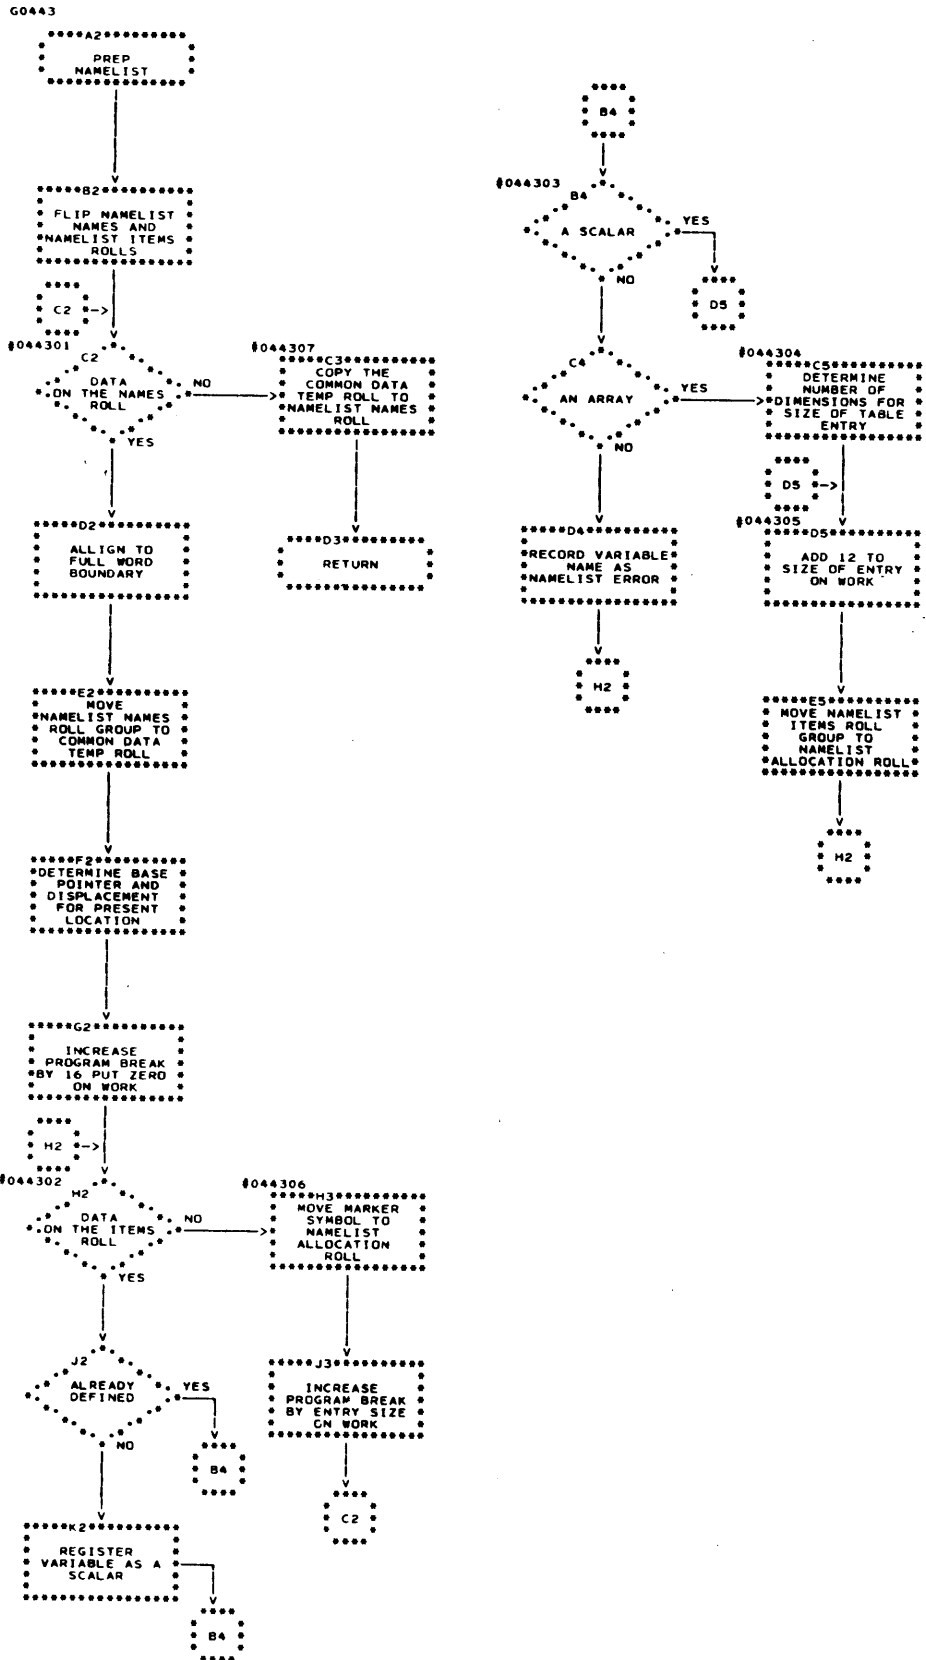 G0443
A2
PREP
NAMELIST
B2
FLIP NAMELIST
NAMES AND
NAMELIST ITEMS
ROLLS
C2
#044301
C2
DATA
ON THE NAMES
ROLL
NO
YES
#044307
C3
COPY THE
COMMON DATA
TEMP ROLL TO
NAMELIST NAMES
ROLL
D2
ALLIGN TO
FULL WORD
BOUNDARY
D3
RETURN
E2
MOVE
NAMELIST NAMES
ROLL GROUP TO
COMMON DATA
TEMP ROLL
F2
DETERMINE BASE
POINTER AND
DISPLACEMENT
FOR PRESENT
LOCATION
G2
INCREASE
PROGRAM BREAK
BY 16 PUT ZERO
ON WORK
H2
#044302
H2
DATA
ON THE ITEMS
ROLL
NO
YES
#044306
H3
MOVE MARKER
SYMBOL TO
NAMELIST
ALLOCATION
ROLL
J2
ALREADY
DEFINED
YES
NO
B4
J3
INCREASE
PROGRAM BREAK
BY ENTRY SIZE
ON WORK
C2
K2
REGISTER
VARIABLE AS A
SCALAR
B4
B4
#044303
B4
A SCALAR
YES
NO
D5
C4
AN ARRAY
YES
NO
#044304
C5
DETERMINE
NUMBER OF
DIMENSIONS FOR
SIZE OF TABLE
ENTRY
D5
D4
RECORD VARIABLE
NAME AS
NAMELIST ERROR
H2
#044305
D5
ADD 12 TO
SIZE OF ENTRY
ON WORK
E5
MOVE NAMELIST
ITEMS ROLL
GROUP TO
NAMELIST
ALLOCATION ROLL
H2